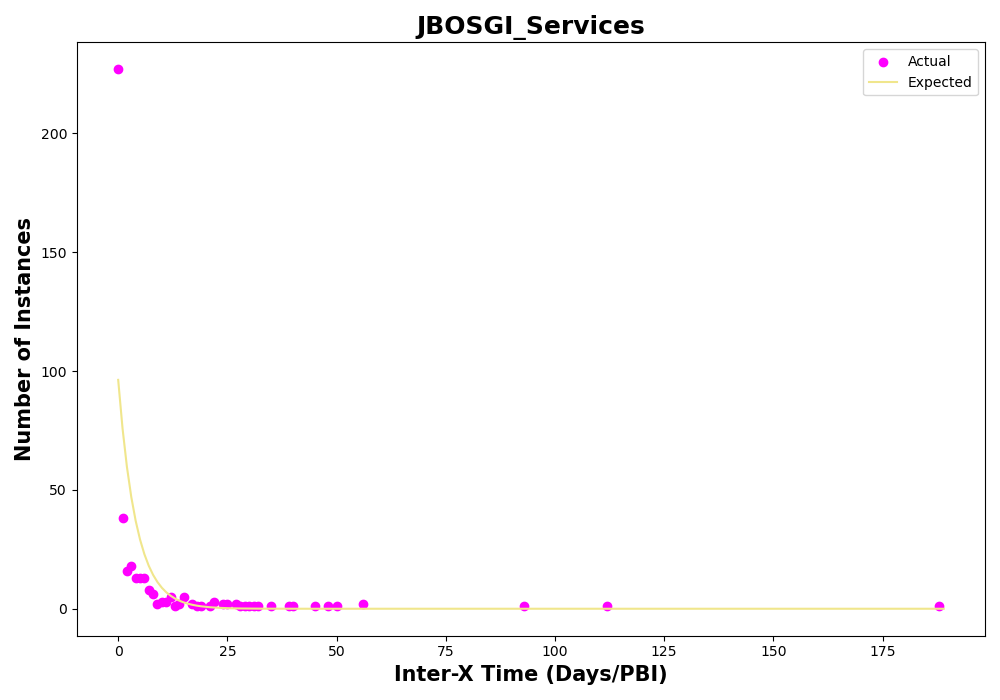 JBOSGI_Services
Actual
Expected
Number of Instances
200
150
100
50
0
0 25 50 75 100 125 150 175
Inter-X Time (Days/PBI)